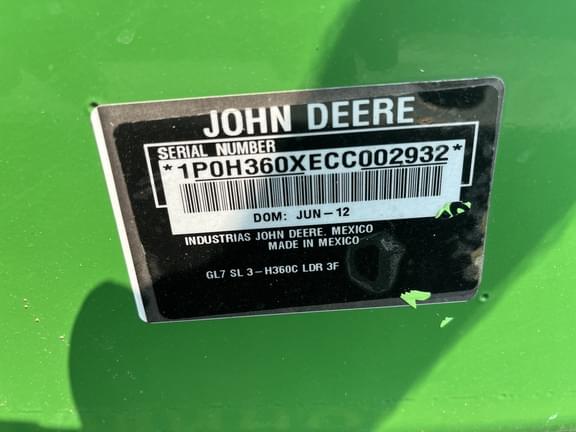 JOHN DEERE
SERIAL NUMBER
*1P0H360XECC002932*
DOM: JUN-12
INDUSTRIAS JOHN DEERE, MEXICO
MADE IN MEXICO
GL7 SL 3-H360C LDR 3F